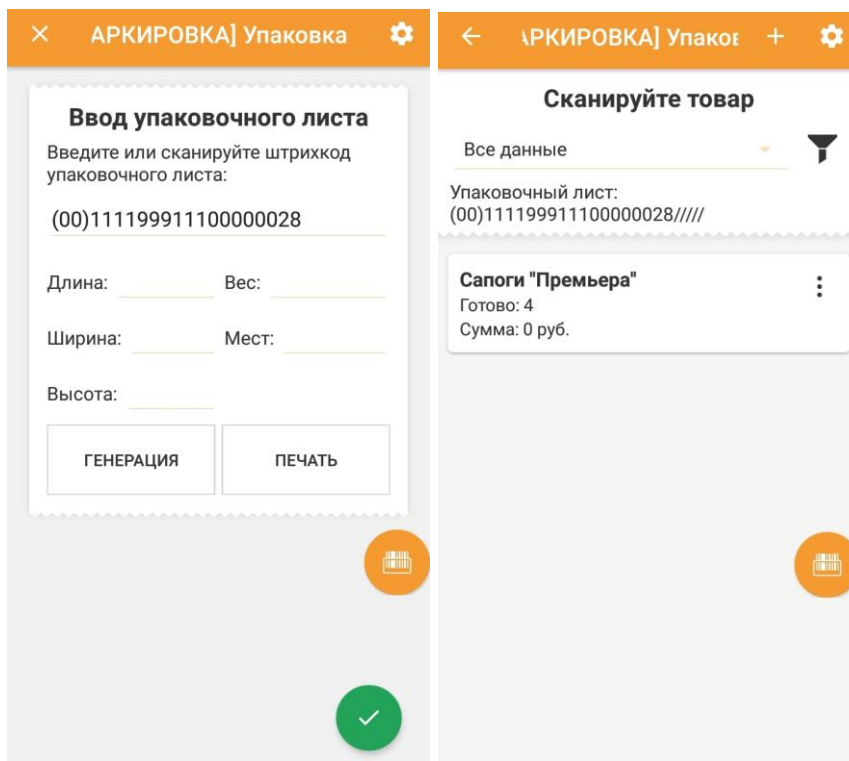 АРКИРОВКА] Упаковка
Ввод упаковочного листа
Введите или сканируйте штрихкод
упаковочного листа:
(00)111199911100000028
Длина: Вес:
Ширина: Мест:
Высота:
ГЕНЕРАЦИЯ ПЕЧАТЬ
АРКИРОВКА] Упаков
Сканируйте товар
Все данные
Упаковочный лист:
(00)111199911100000028/////
Сапоги "Премьера"
Готово: 4
Сумма: 0 руб.